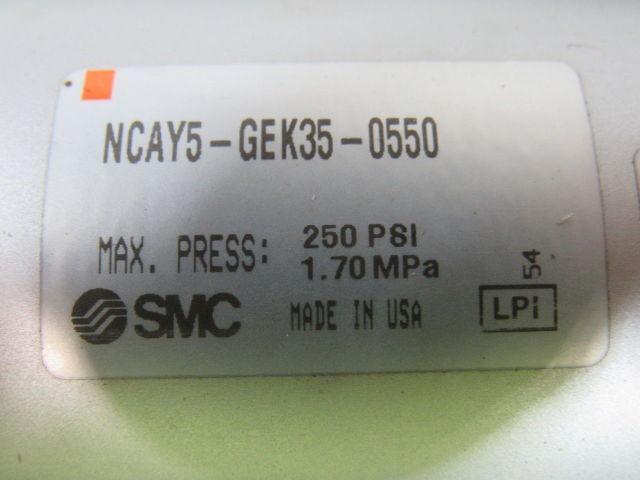 NCAY5-GEK35-0550
MAX. PRESS: 250 PSI
1.70 MPa
SMC MADE IN USA LPi 54